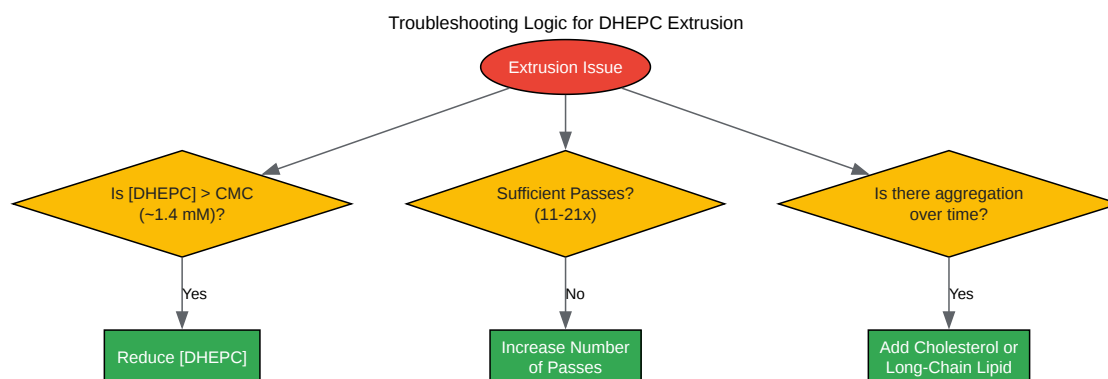 Troubleshooting Logic for DHEPC Extrusion
Extrusion Issue
Is [DHEPC] > CMC
(~1.4 mM)?
Sufficient Passes?
(11-21x)
Is there aggregation
over time?
Yes
No
Yes
Reduce [DHEPC]
Increase Number
of Passes
Add Cholesterol or
Long-Chain Lipid